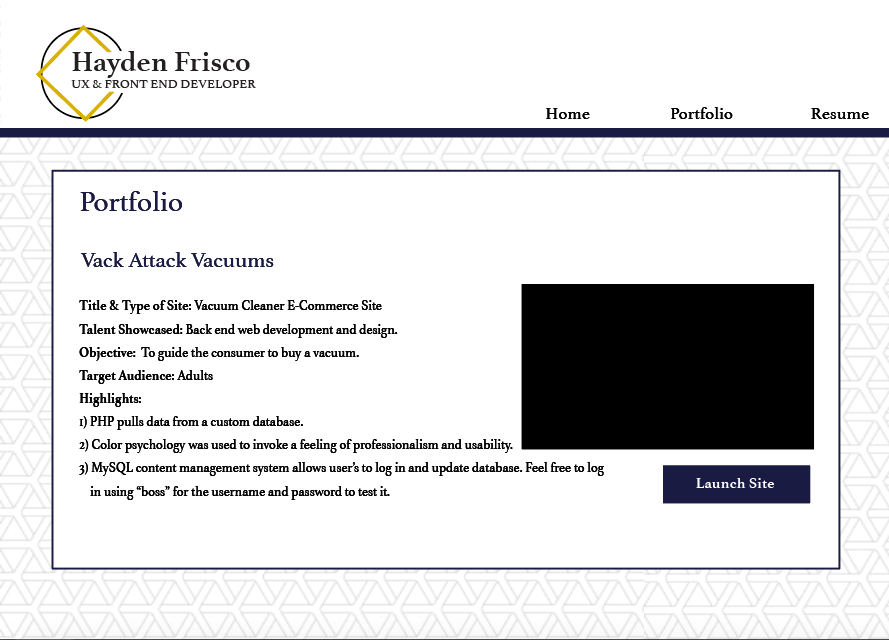 Hayden Frisco
UX & FRONT END DEVELOPER
Home Portfolio Resume
Portfolio
Vack Attack Vacuums
Title & Type of Site: Vacuum Cleaner E-Commerce Site
Talent Showcased: Back end web development and design.
Objective: To guide the consumer to buy a vacuum.
Target Audience: Adults
Highlights:
1) PHP pulls data from a custom database.
2) Color psychology was used to invoke a feeling of professionalism and usability.
3) MySQL content management system allows user's to log in and update database. Feel free to log
in using “boss” for the username and password to test it.
Launch Site